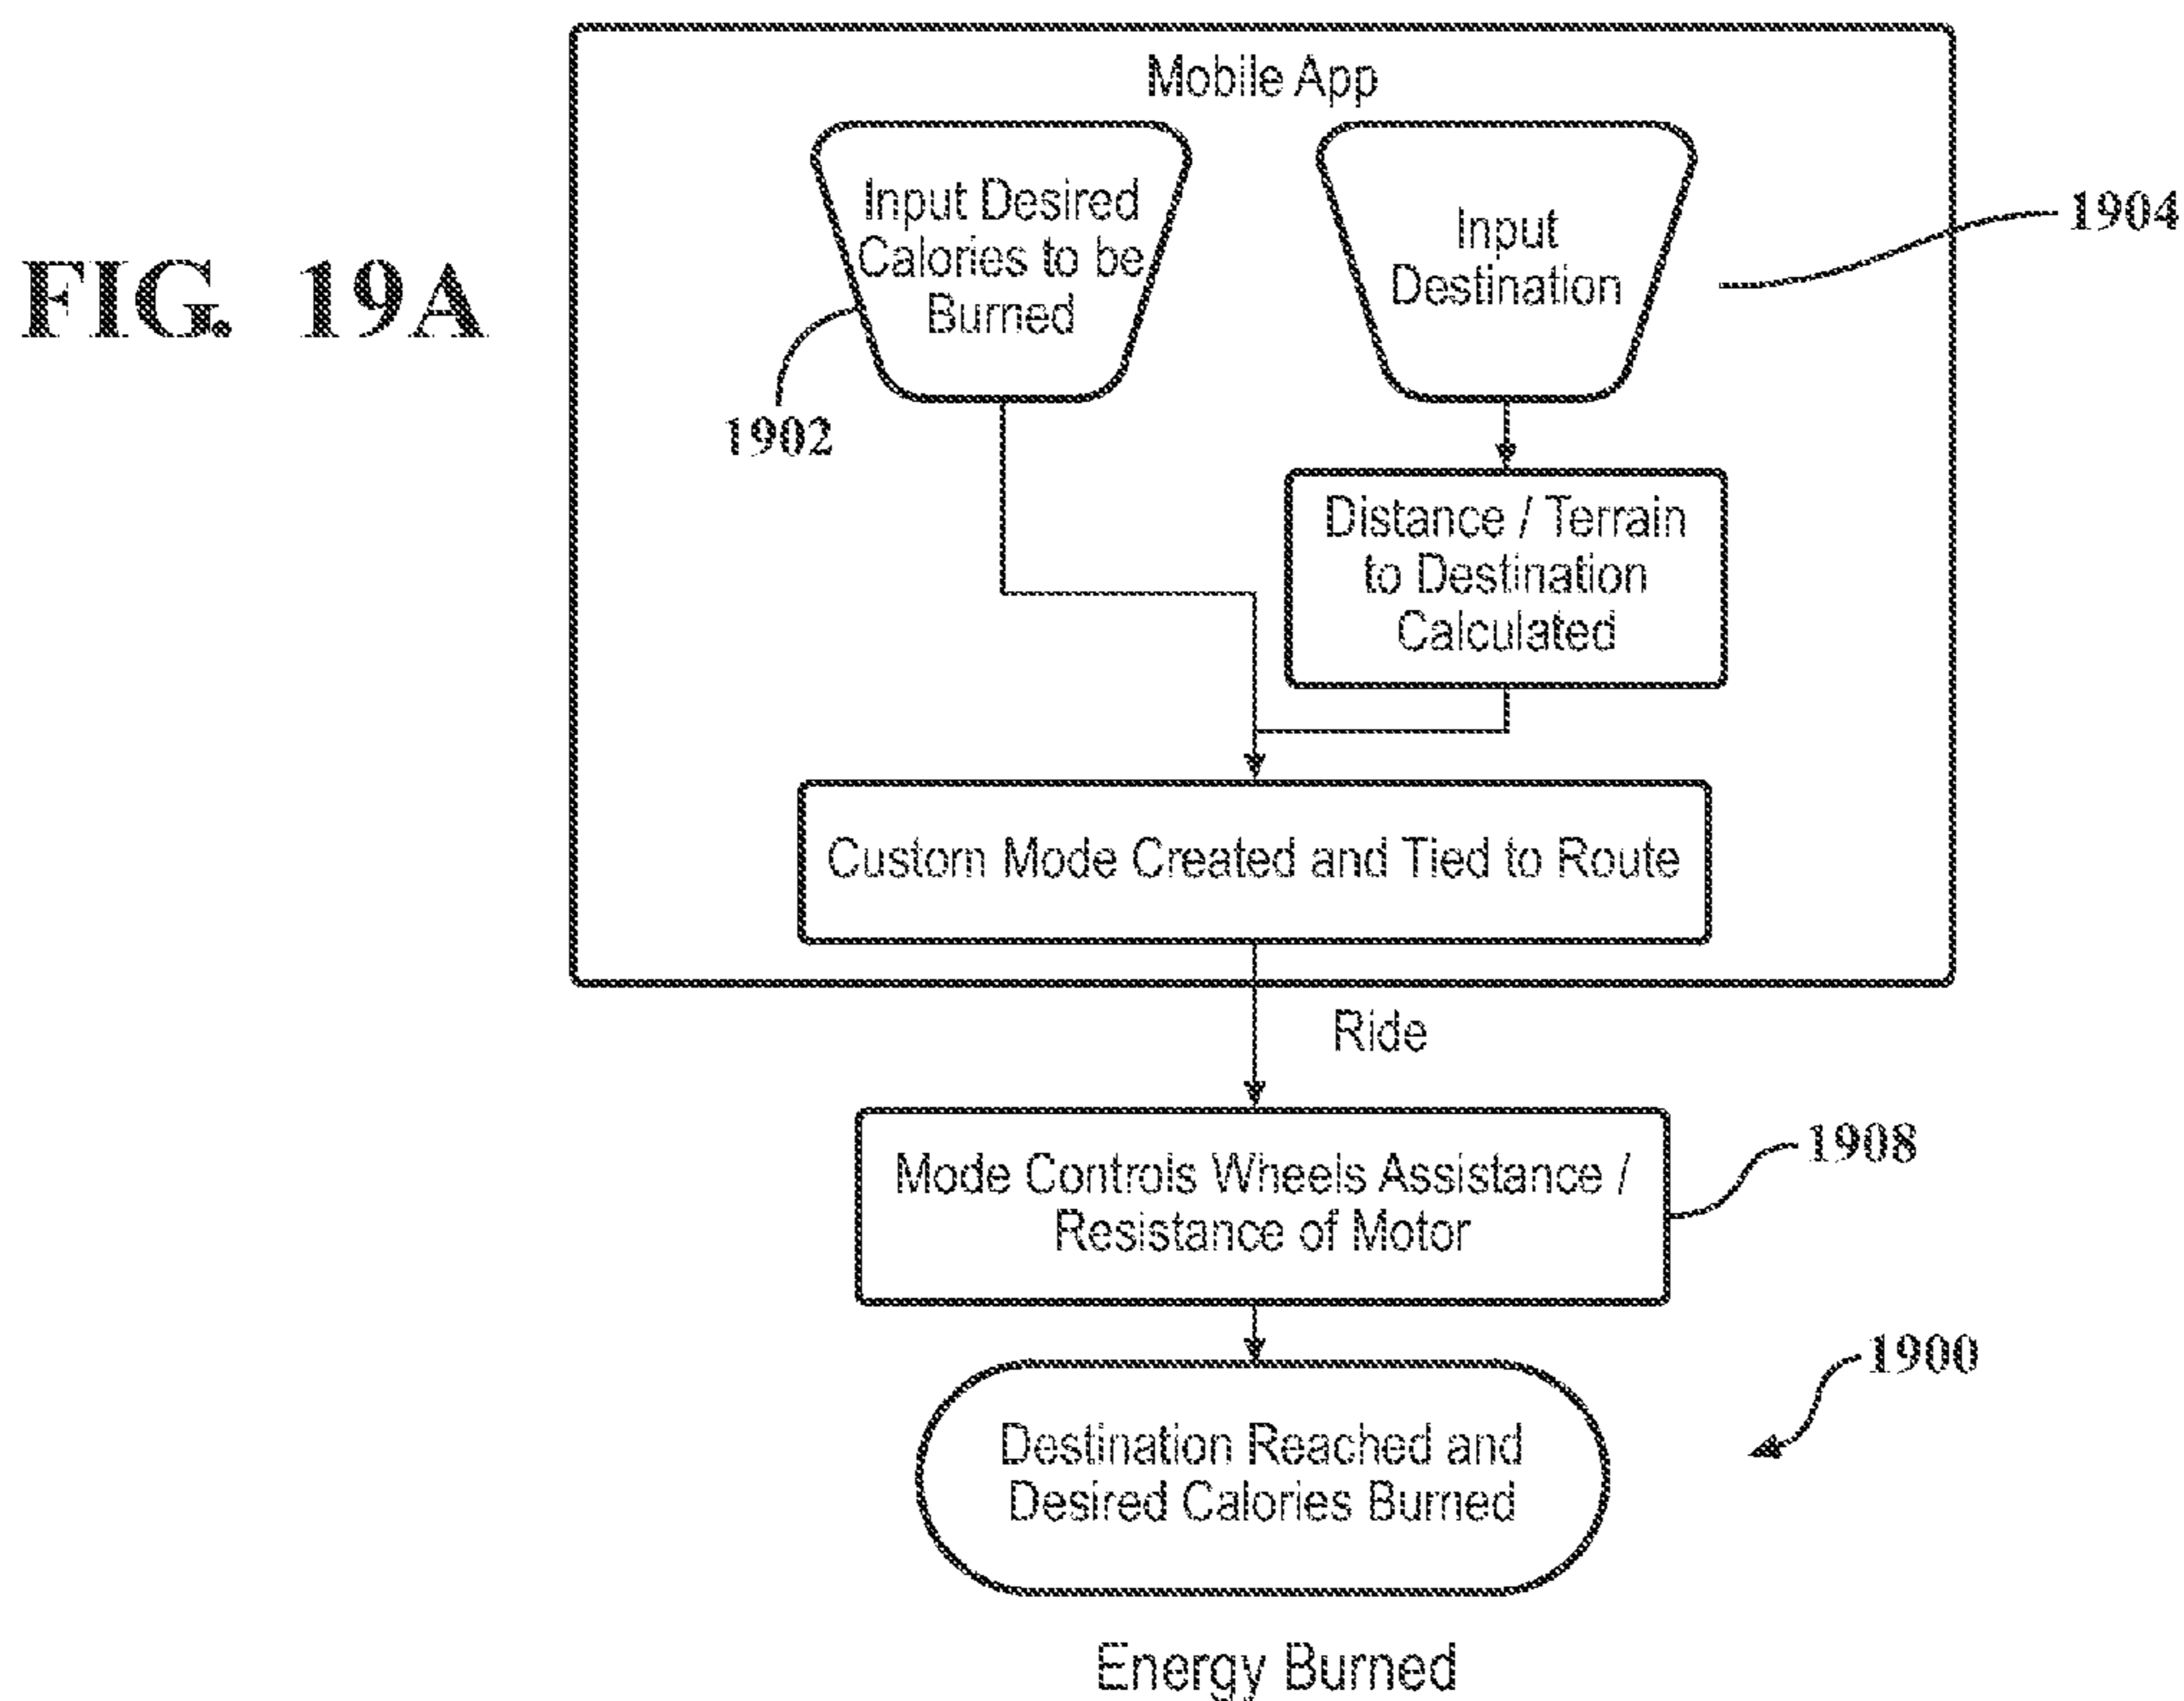 FIG. 19A
Mobile App
Input Desired
Calories to be
Burned
1902
Input
Destination
1904
Distance / Terrain
to Destination
Calculated
Custom Mode Created and Tied to Route
Ride
Mode Controls Wheels Assistance /
Resistance of Motor
1908
Destination Reached and
Desired Calories Burned
1900
Energy Burned